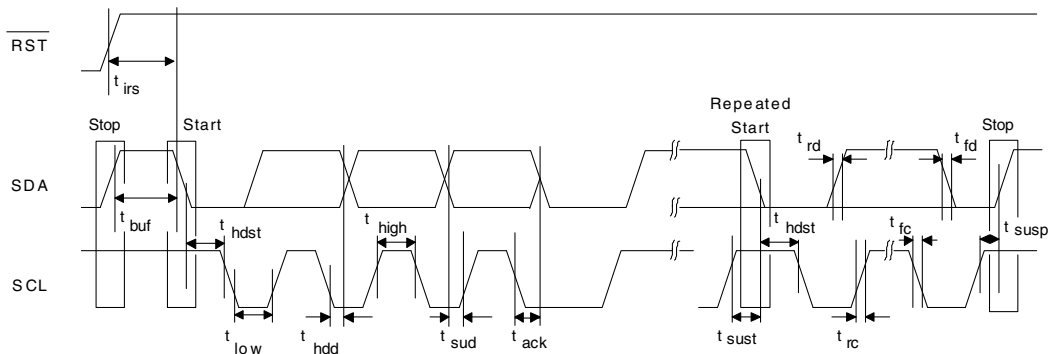 RST
t irs
Repeated
Stop Start Start Stop
t rd t fd
SDA
t buf t hdst t high t hdst t fc t susp
SCL
t low t hdd t sud t ack t sust t rc